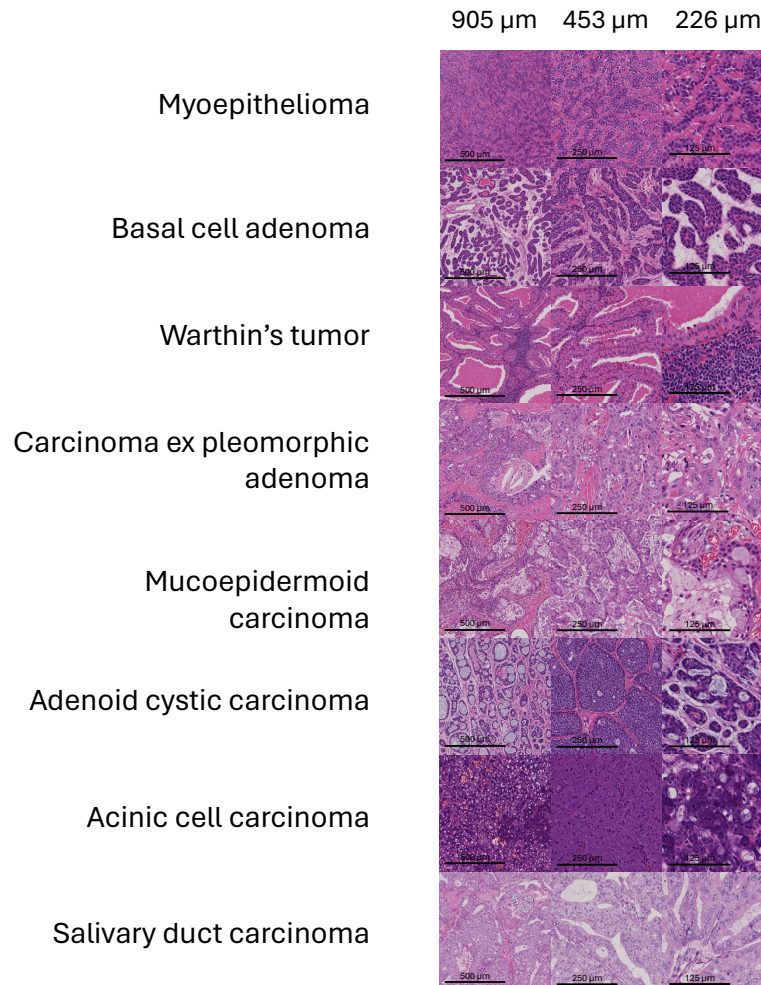 905 µm 453 µm 226 µm
Myoepithelioma
500 µm 250 µm 125 µm
Basal cell adenoma
500 µm 250 µm 125 µm
Warthin’s tumor
500 µm 250 µm 125 µm
Carcinoma ex pleomorphic
adenoma
500 µm 250 µm 125 µm
Mucoepidermoid
carcinoma
500 µm 250 µm 125 µm
Adenoid cystic carcinoma
500 µm 250 µm 125 µm
Acinic cell carcinoma
500 µm 250 µm 125 µm
Salivary duct carcinoma
500 µm 250 µm 125 µm